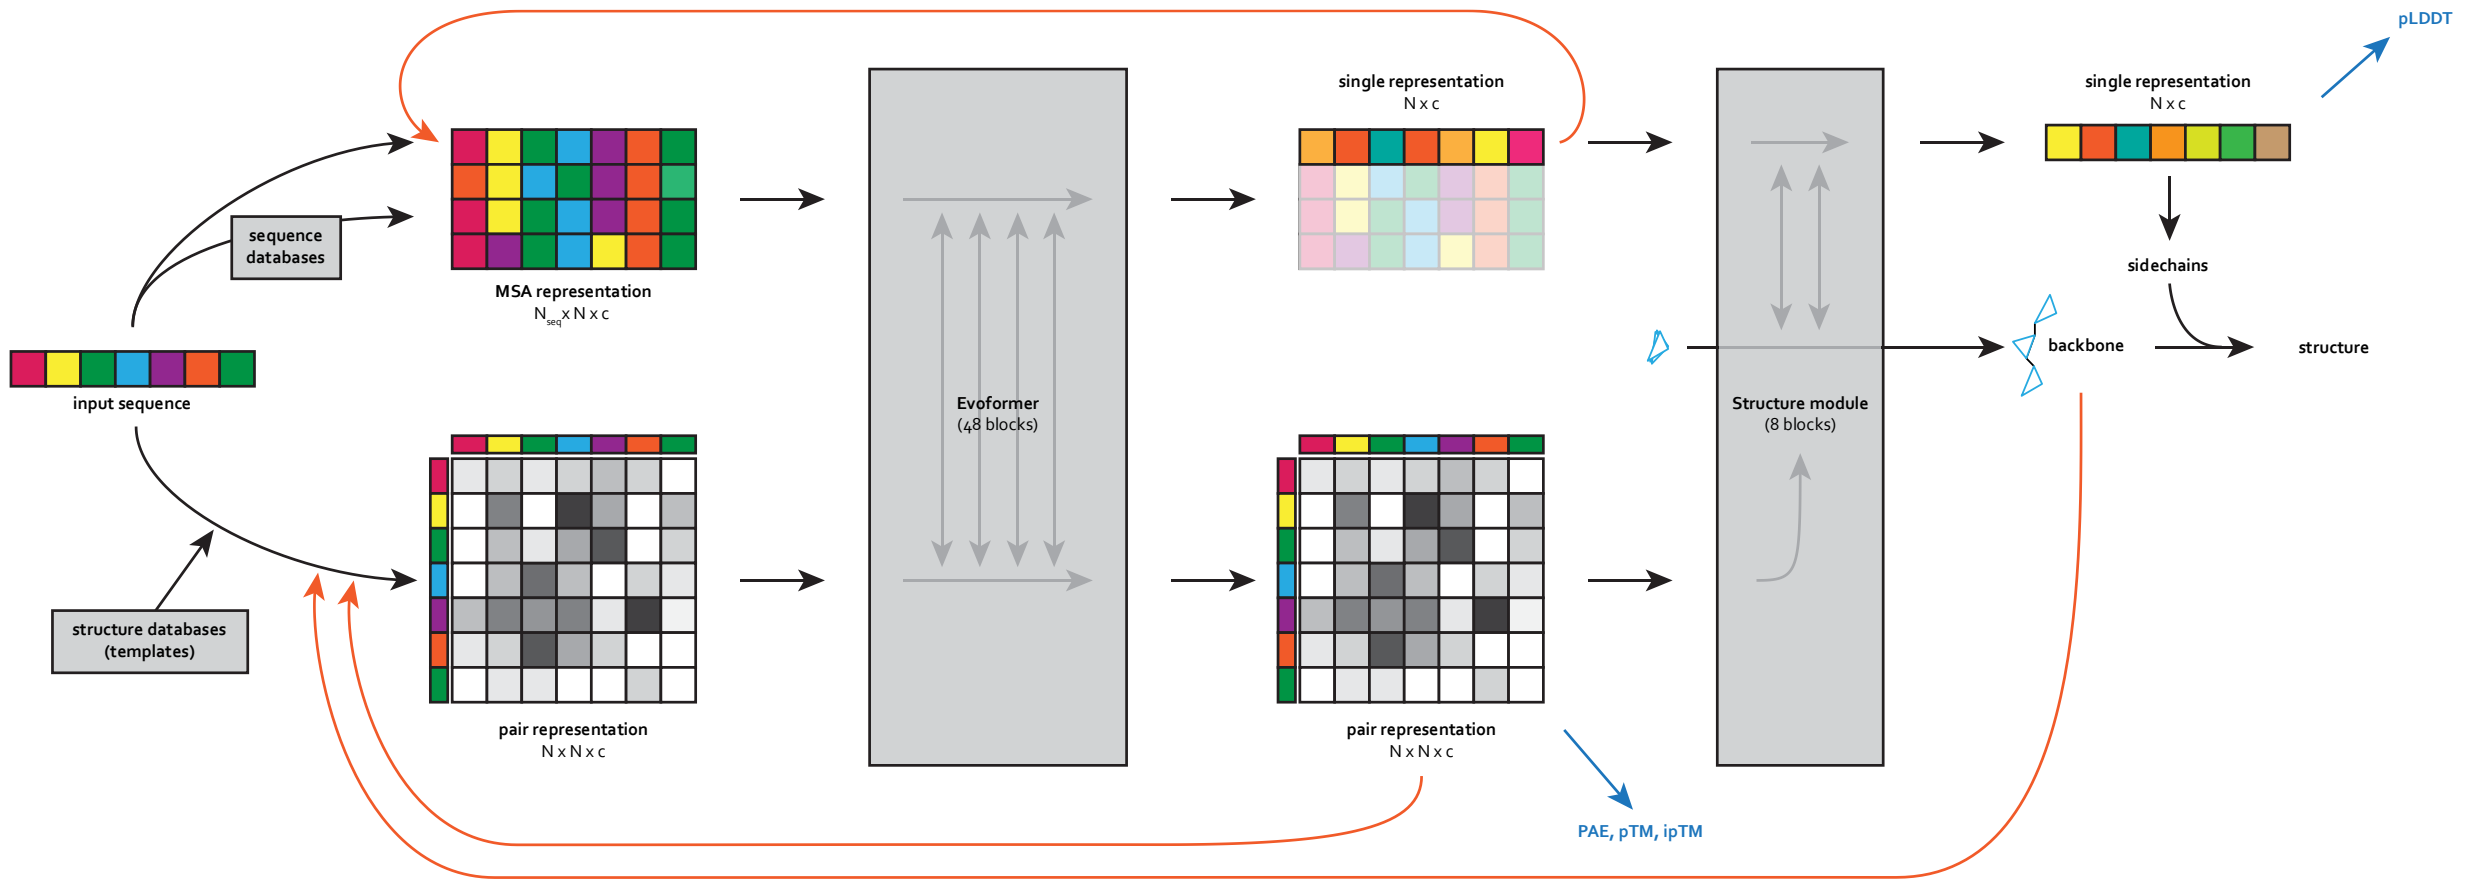 pLDDT
single representation
N x c
single representation
N x c
sequence
databases
MSA representation
Nseq x N x c
sidechains
backbone
structure
input sequence
Evoformer
(48 blocks)
Structure module
(8 blocks)
structure databases
(templates)
pair representation
N x N x c
pair representation
N x N x c
PAE, pTM, ipTM